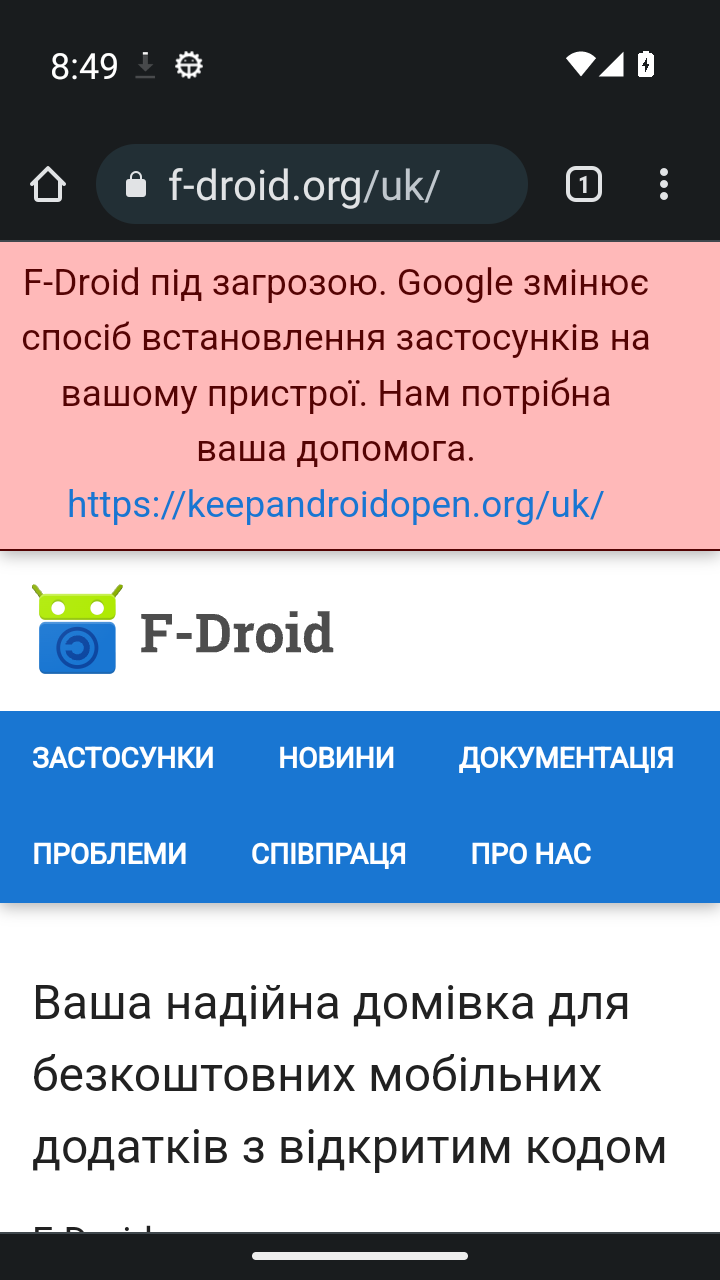 8:49
f-droid.org/uk/
1
F-Droid під загрозою. Google змінює
спосіб встановлення застосунків на
вашому пристрої. Нам потрібна
ваша допомога.
https://keepandroidopen.org/uk/
F-Droid
ЗАСТОСУНКИ НОВИНИ ДОКУМЕНТАЦІЯ
ПРОБЛЕМИ СПІВПРАЦЯ ПРО НАС
Ваша надійна домівка для
безкоштовних мобільних
додатків з відкритим кодом